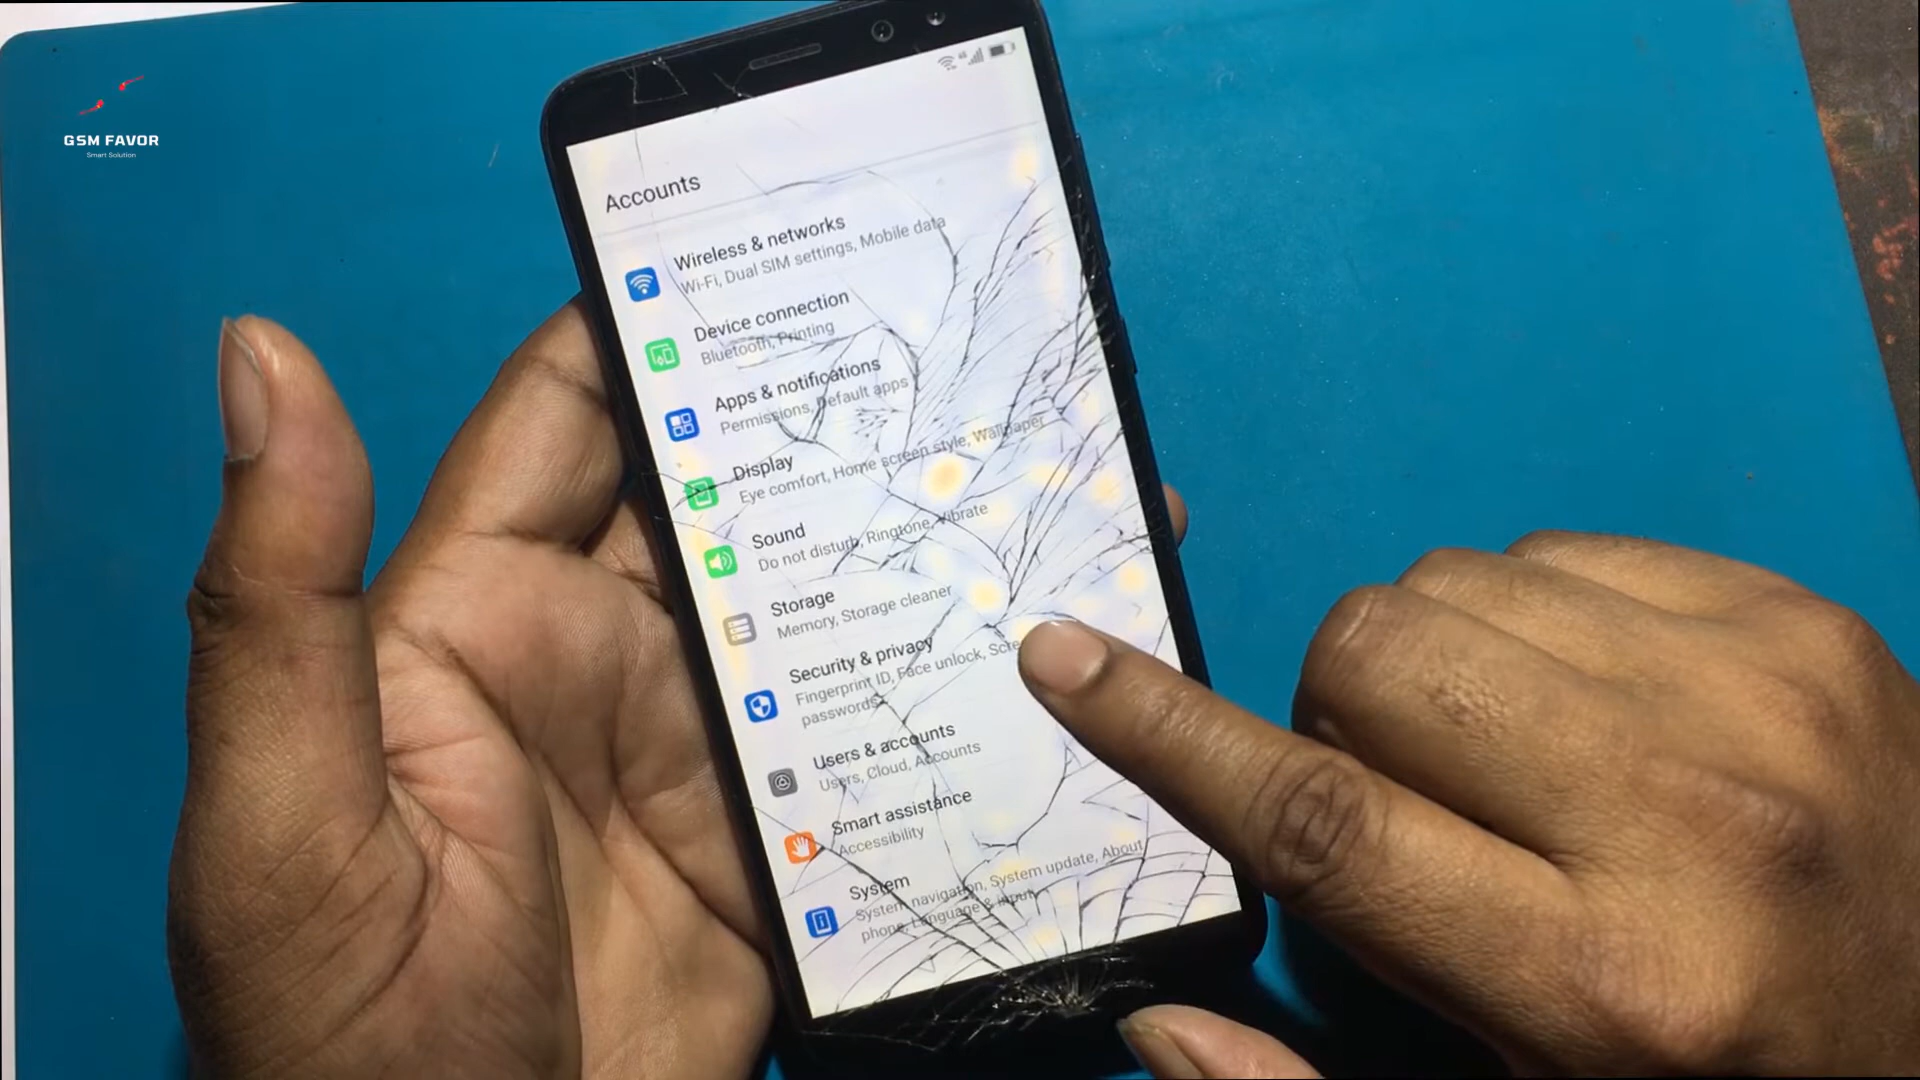 GSM FAVOR
Smart Solution
Accounts
Wireless & networks
Wi-Fi, Dual SIM settings, Mobile data
Device connection
Bluetooth, Printing
Apps & notifications
Permissions, Default apps
Display
Eye comfort, Home screen style, Wallpaper
Sound
Do not disturb, Ringtone, Vibrate
Storage
Memory, Storage cleaner
Security & privacy
Fingerprint ID, Face unlock,
passwords
Users & accounts
Users, Cloud, Accounts
Smart assistance
Accessibility
System
System navigation, System update, About
phone, Language & input